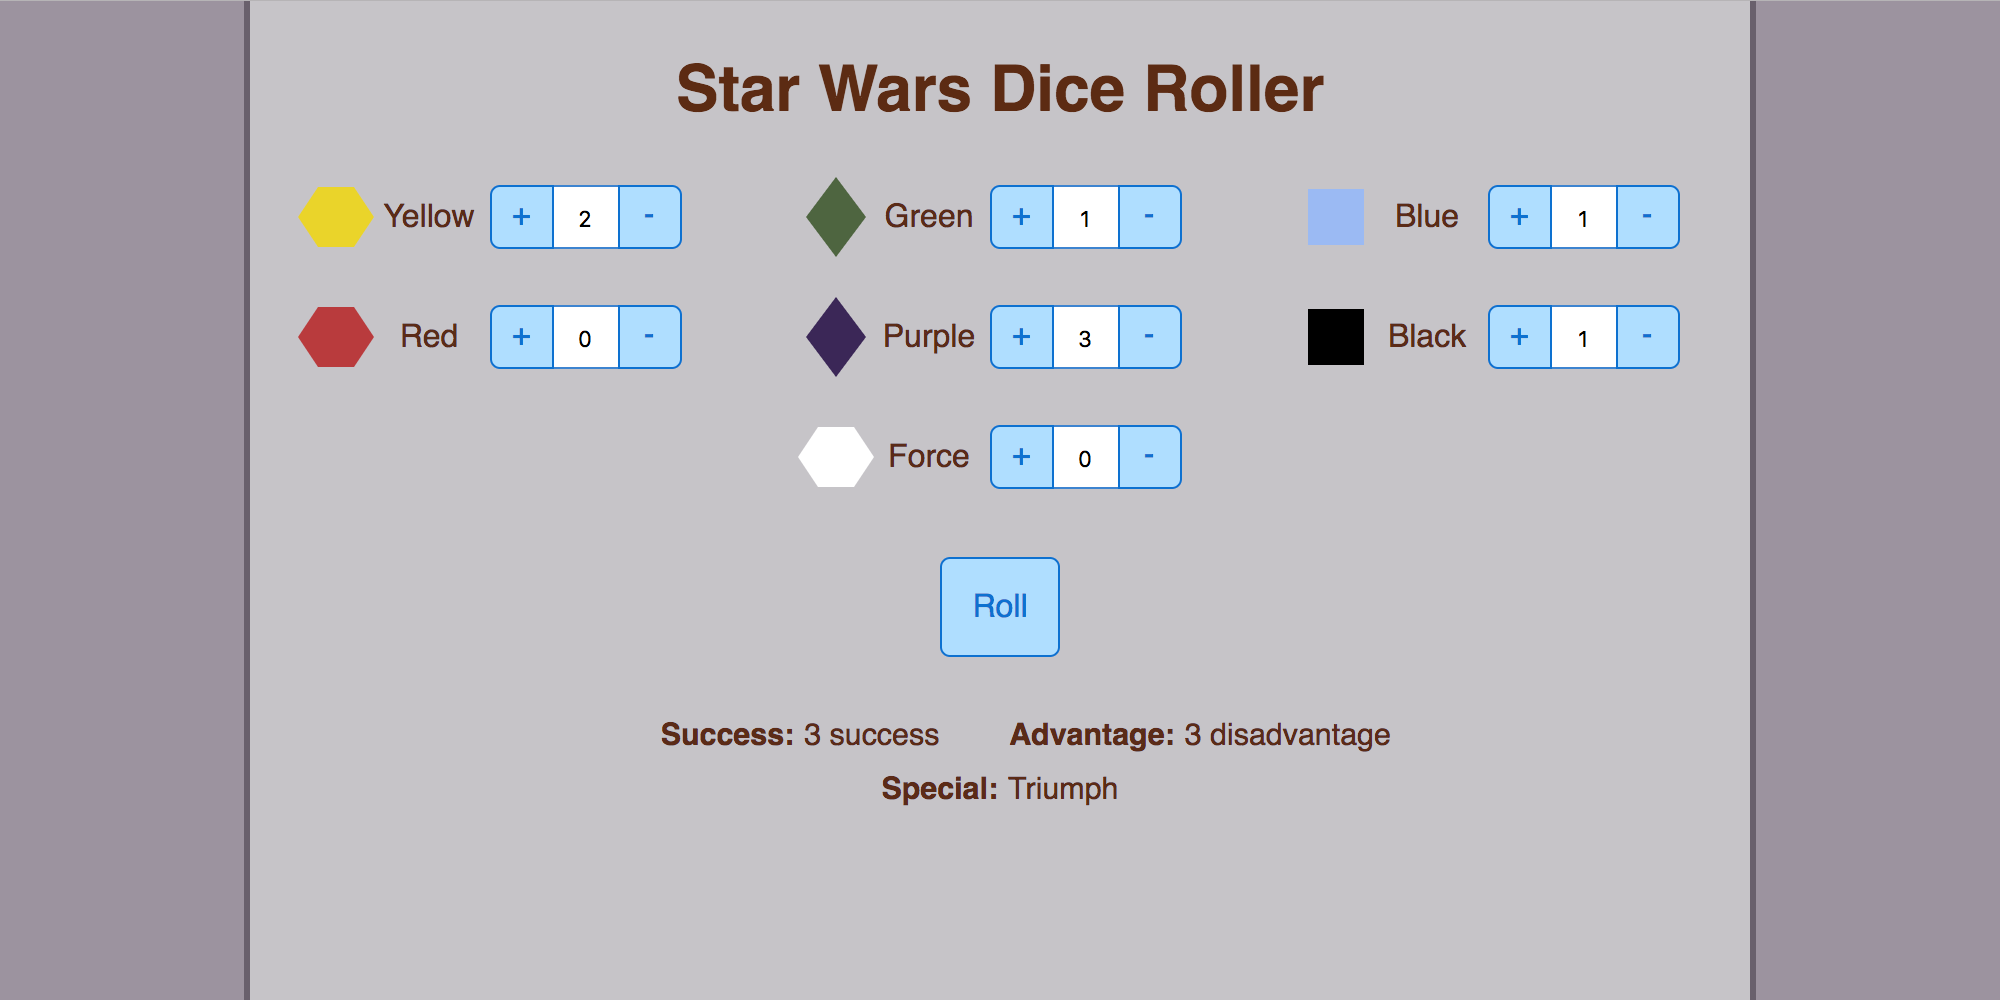 Star Wars Dice Roller
Yellow + 2 - Green + 1 - Blue + 1 -
Red + 0 - Purple + 3 - Black + 1 -
Force + 0 -
Roll
Success: 3 success Advantage: 3 disadvantage
Special: Triumph